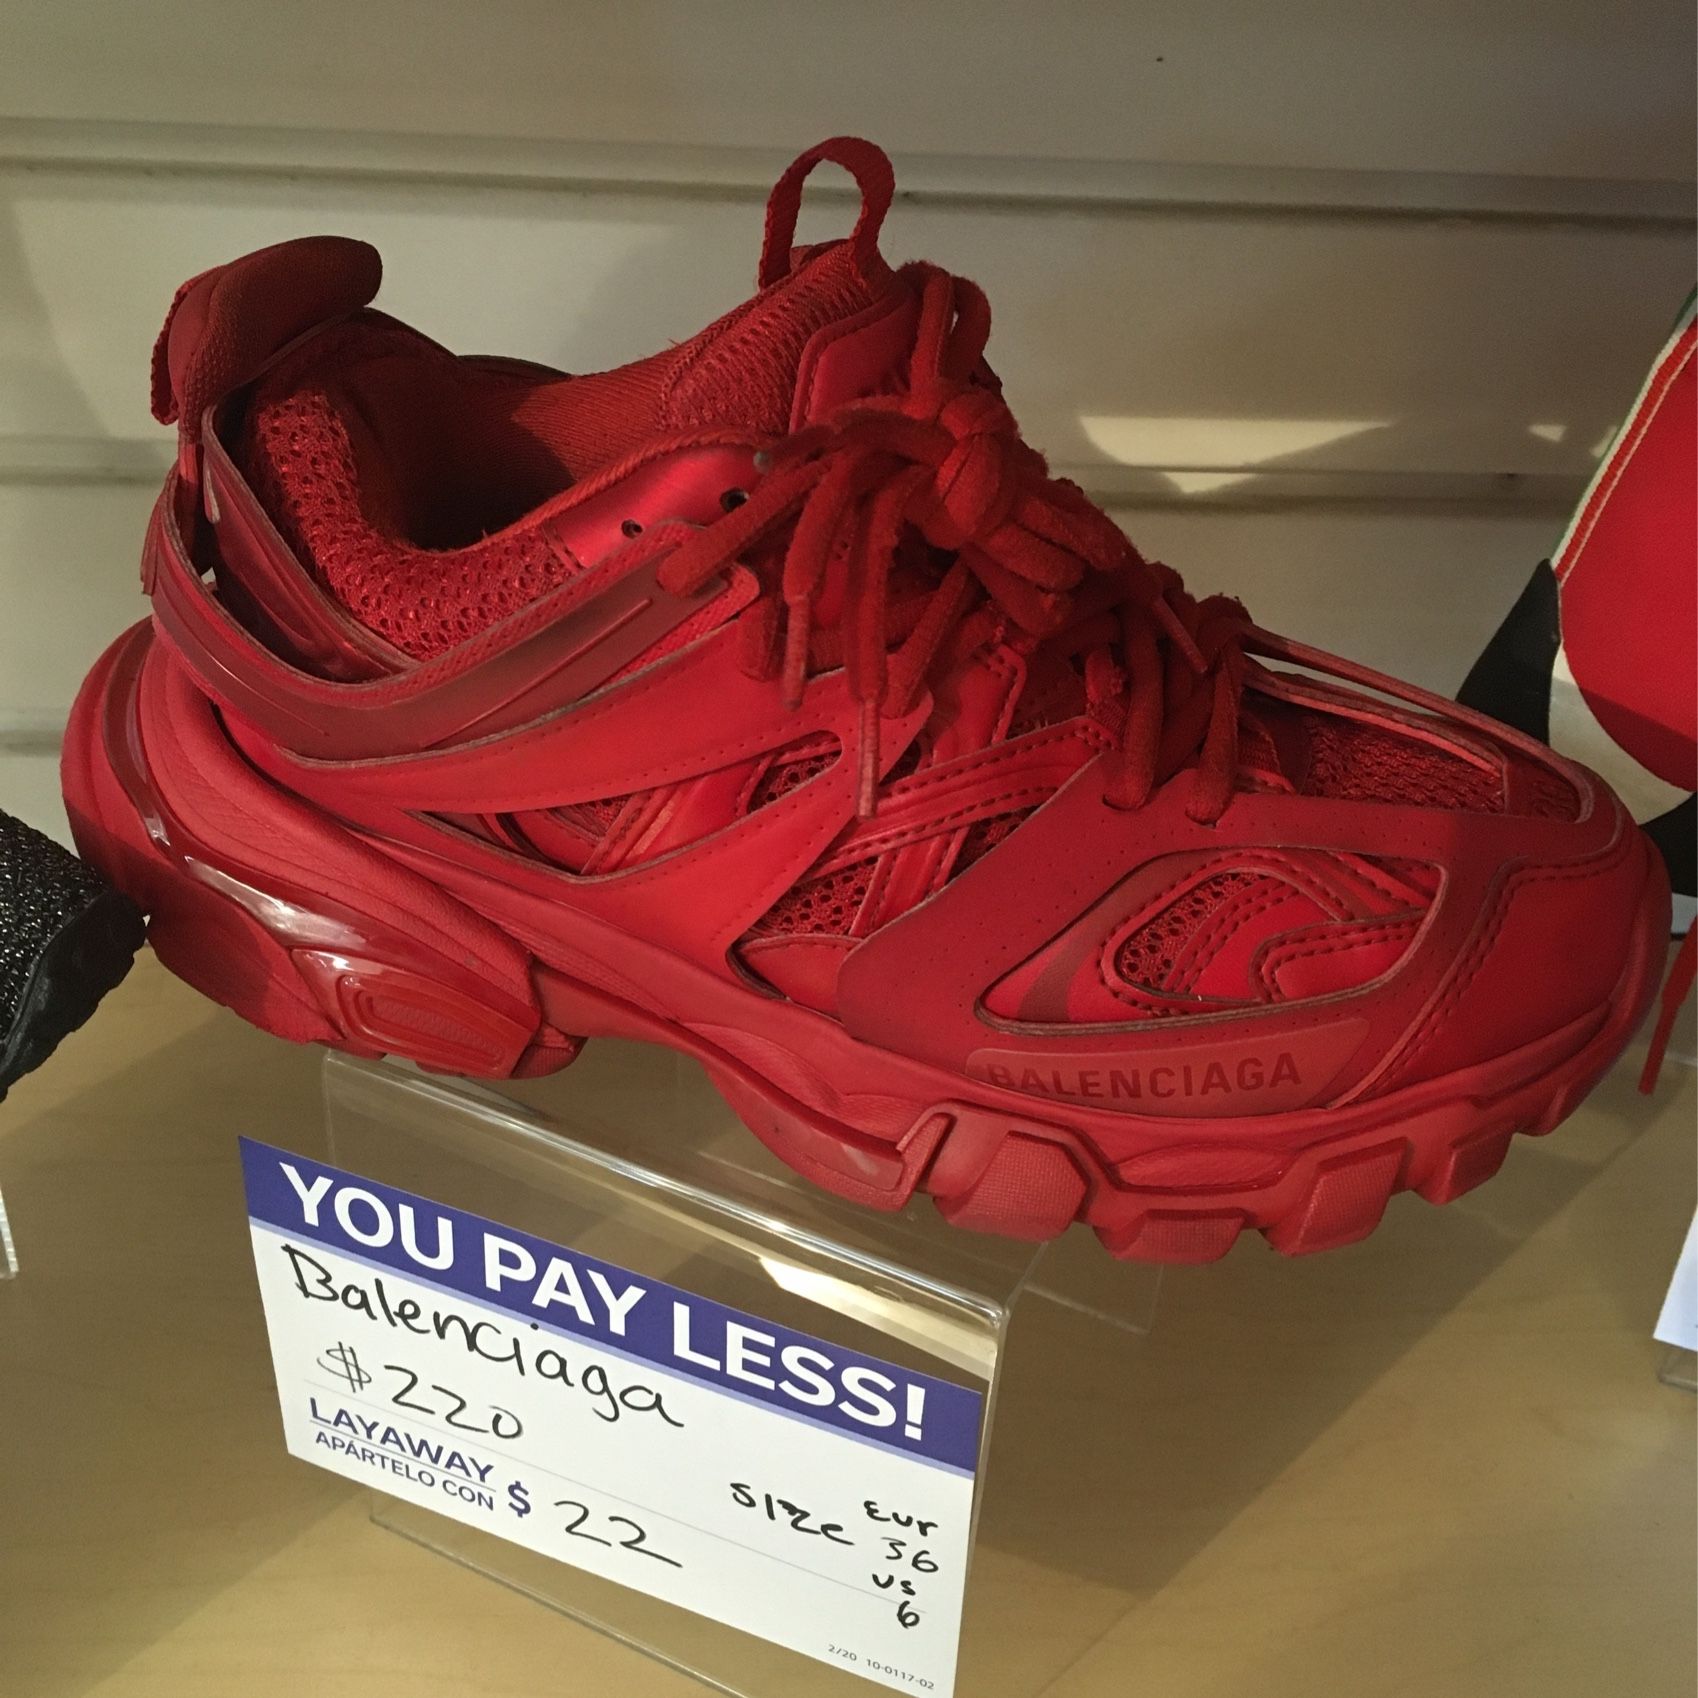 BALENCIAGA
YOU PAY LESS!
Balenciaga
$220
LAYAWAY
APÁRTELO CON
$ 22
size
Eur
36
US
6
2/20 10-0117-02